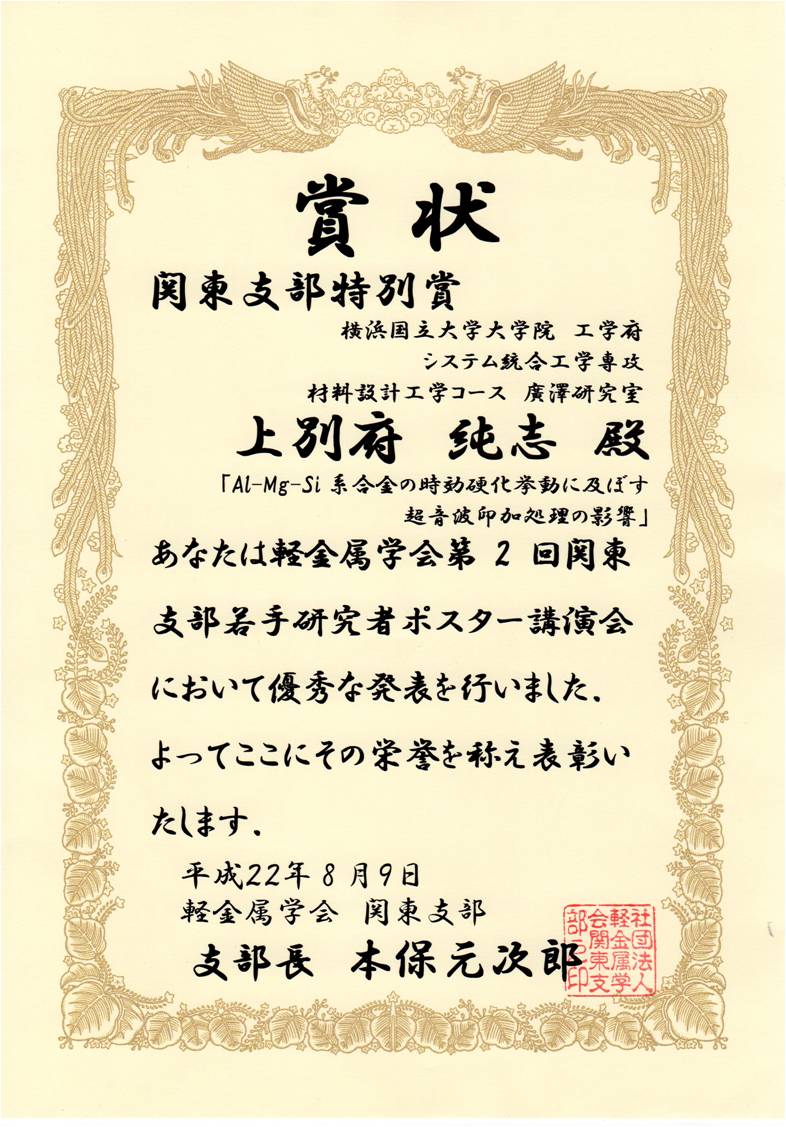 賞状
関東支部特別賞
横浜国立大学大学院 工学府
システム統合工学専攻
材料設計工学コース 廣澤研究室
上別府 純志 殿
「Al-Mg-Si 系合金の時効硬化挙動に及ぼす
超音波印加処理の影響」
あなたは軽金属学会第 2 回関東
支部若手研究者ポスター講演会
において優秀な発表を行いました.
よってここにその栄誉を称え表彰い
たします.
平成22年 8 月9日
軽金属学会 関東支部
支部長 本保元次郎
社団法人
軽金属学
会関東支
部之印